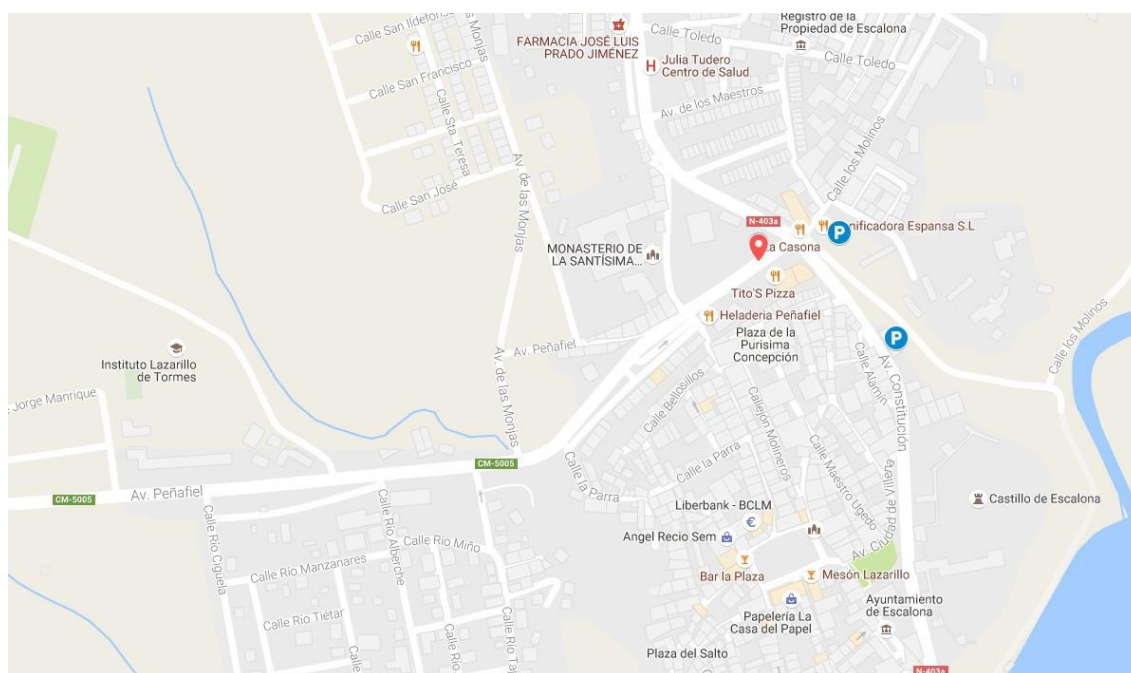 Calle San Ildefonso
FARMACIA JOSÉ LUIS
PRADO JIMÉNEZ
Registro de la
Propiedad de Escalona
Calle Toledo
Calle Toledo
H
Julia Tudero
Centro de Salud
Monjas
Calle San Francisco
Calle Sta. Teresa
Av. de los Maestros
Calle los Molinos
Av. de las Monjas
Calle San José
N-403a
nificadora Espansa S.L
P
MONASTERIO DE
LA SANTÍSIMA...
a Casona
Tito'S Pizza
Heladeria Peñafiel
Plaza de la
Purisima
Concepción
P
Calle los Molinos
Av. Peñafiel
Instituto Lazarillo
de Tormes
Jorge Manrique
Av. de las Monjas
Calle Bellosillos
Calle Alamin
Av. Constitución
Callejón Molineros
Calle la Parra
Calle la Parra
Calle Maestro Ugedo
CM-5005
CM-5005
Av. Peñafiel
Castillo de Escalona
Liberbank - BCLM
€
Angel Recio Sem
Av. Ciudad de Villena
Calle Rio Ciguela
Calle Rio Alberche
Calle Rio Miño
Calle Rio Manzanares
Bar la Plaza
Mesón Lazarillo
Calle Rio Tiétar
Papelería La
Casa del Papel
Ayuntamiento
de Escalona
Calle Rio
Plaza del Salto
N-403a